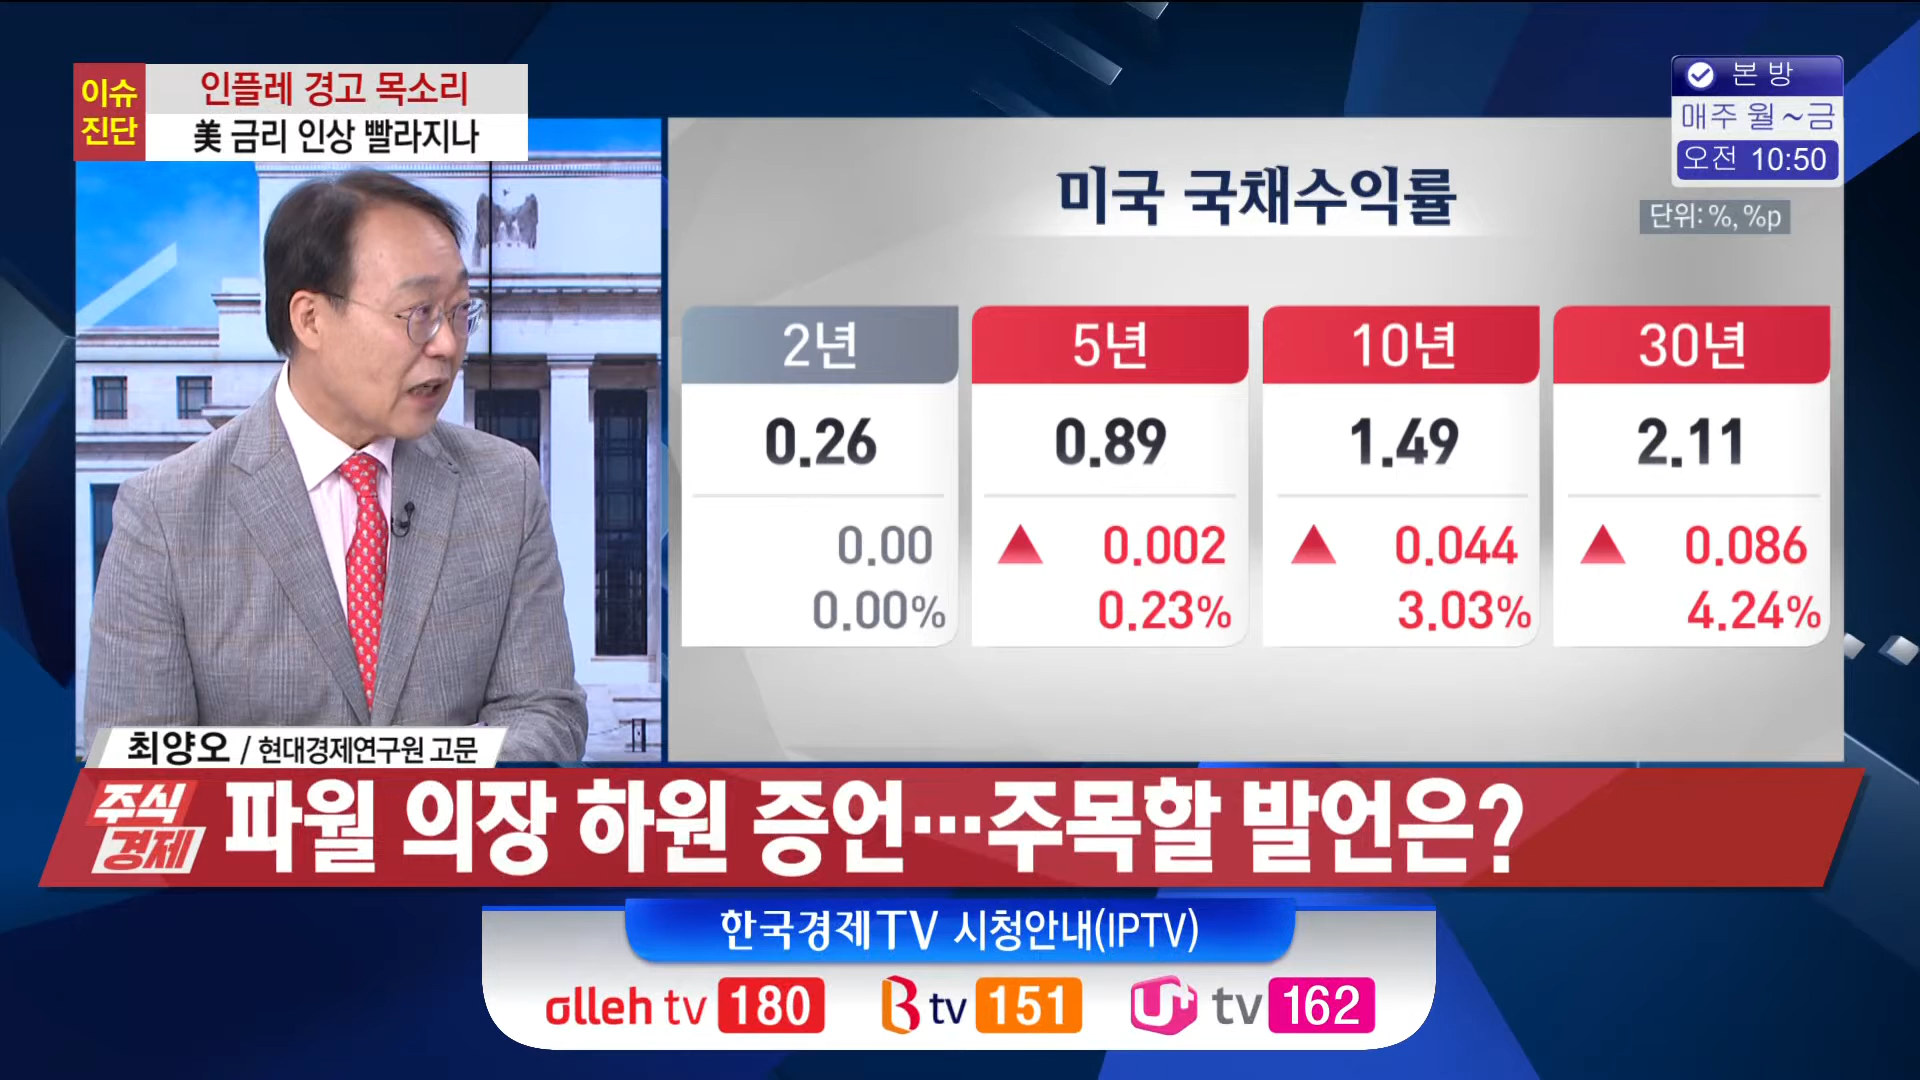 이슈
진단
인플레 경고 목소리
美 금리 인상 빨라지나
본 방
매주 월~금
오전 10:50
미국 국채수익률
단위: %, %p
2년
0.26
0.00
0.00%
5년
0.89
▲ 0.002
0.23%
10년
1.49
▲ 0.044
3.03%
30년
2.11
▲ 0.086
4.24%
최양오 / 현대경제연구원 고문
주식
경제
파월 의장 하원 증언…주목할 발언은?
한국경제TV 시청안내(IPTV)
olleh tv 180
B tv 151
U+ tv 162